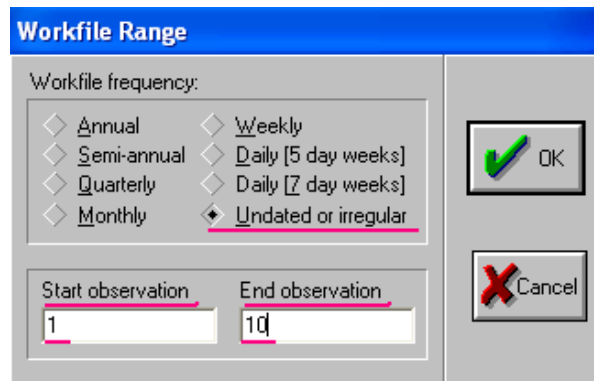 Workfile Range
Workfile frequency:
Annual
Semi-annual
Quarterly
Monthly
Weekly
Daily [5 day weeks]
Daily [7 day weeks]
Undated or irregular
Start observation
1
End observation
10
OK
Cancel